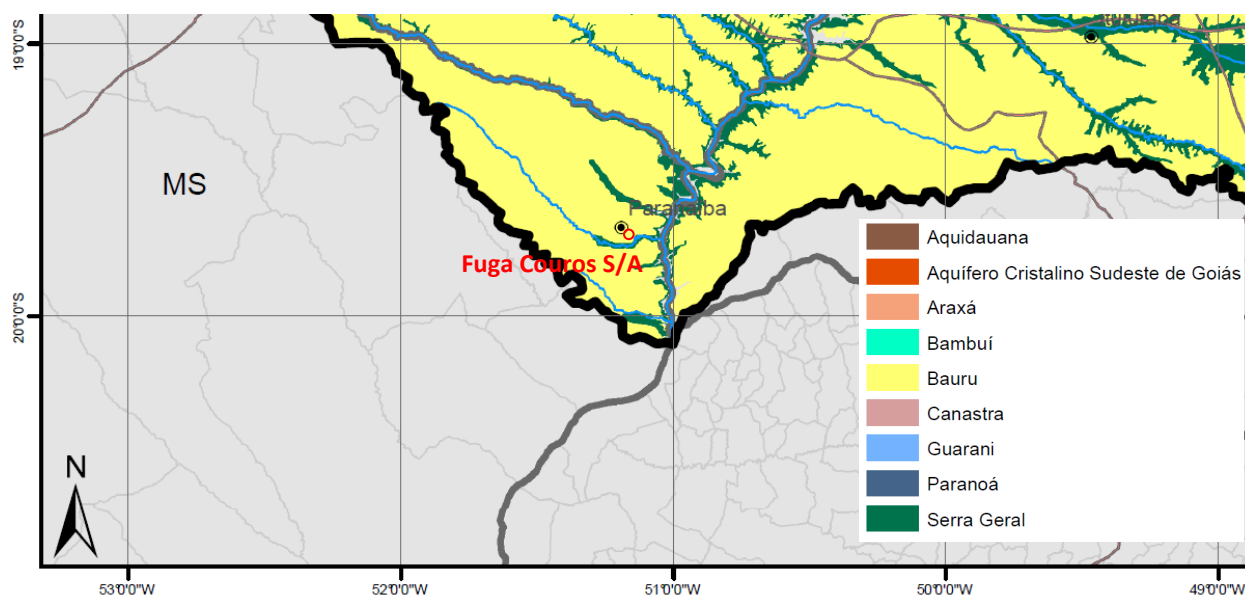 19°0'0"S
MS
Paranaíba
Fuga Couros S/A
20°0'0"S
N
Aquidauana
Aquífero Cristalino Sudeste de Goiás
Araxá
Bambuí
Bauru
Canastra
Guarani
Paranoá
Serra Geral
53°0'0"W
52°0'0"W
51°0'0"W
50°0'0"W
49°0'0"W